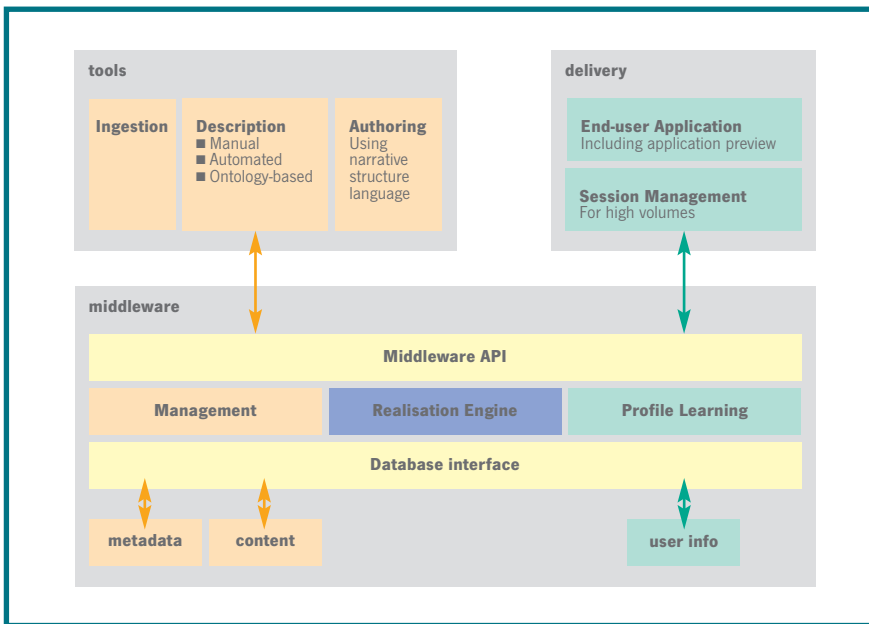 tools
Ingestion
Description
■ Manual
■ Automated
■ Ontology-based
Authoring
Using
narrative
structure
language
delivery
End-user Application
Including application preview
Session Management
For high volumes
middleware
Middleware API
Management
Realisation Engine
Profile Learning
Database interface
metadata
content
user info